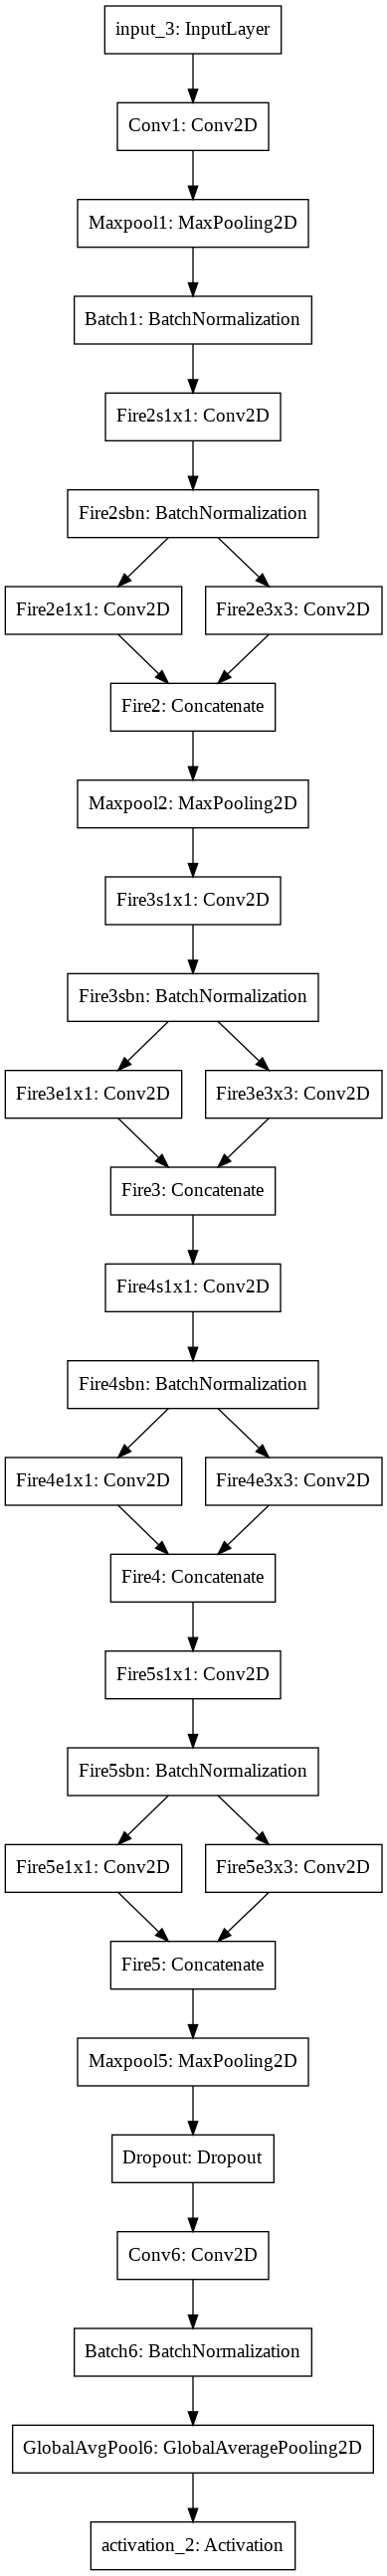 input_3: InputLayer
Conv1: Conv2D
Maxpool1: MaxPooling2D
Batch1: BatchNormalization
Fire2s1x1: Conv2D
Fire2sbn: BatchNormalization
Fire2e1x1: Conv2D
Fire2e3x3: Conv2D
Fire2: Concatenate
Maxpool2: MaxPooling2D
Fire3s1x1: Conv2D
Fire3sbn: BatchNormalization
Fire3e1x1: Conv2D
Fire3e3x3: Conv2D
Fire3: Concatenate
Fire4s1x1: Conv2D
Fire4sbn: BatchNormalization
Fire4e1x1: Conv2D
Fire4e3x3: Conv2D
Fire4: Concatenate
Fire5s1x1: Conv2D
Fire5sbn: BatchNormalization
Fire5e1x1: Conv2D
Fire5e3x3: Conv2D
Fire5: Concatenate
Maxpool5: MaxPooling2D
Dropout: Dropout
Conv6: Conv2D
Batch6: BatchNormalization
GlobalAvgPool6: GlobalAveragePooling2D
activation_2: Activation